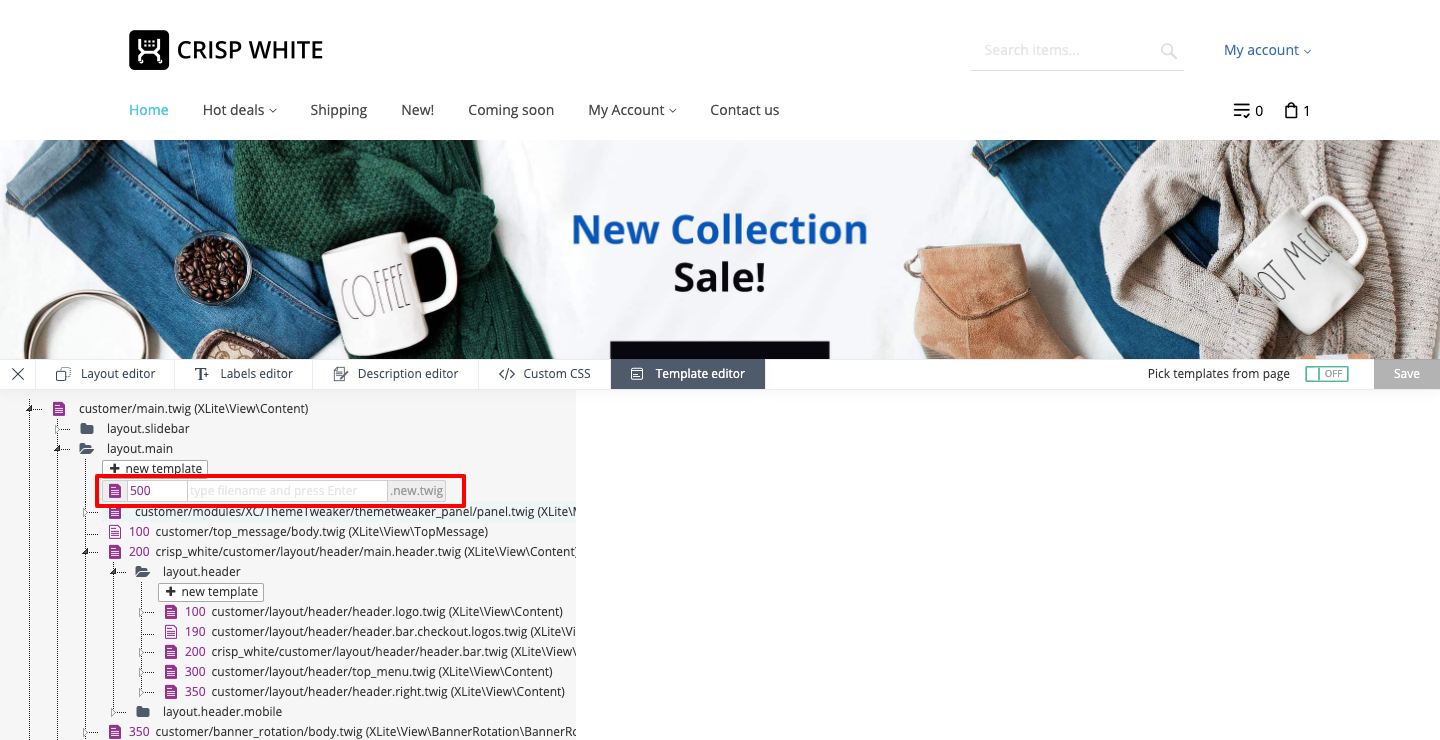 CRISP WHITE
Search items...
My account
Home Hot deals Shipping New! Coming soon My Account Contact us 0 1
New Collection
Sale!
COFFEE
HOT MESS
Layout editor Labels editor Description editor Custom CSS Template editor Pick templates from page OFF Save
customer/main.twig (XLite\View\Content)
layout.slidebar
layout.main
+ new template
500 type filename and press Enter .new.twig
customer/modules/XC/ThemeTweaker/themetweaker_panel/panel.twig (XLite\
100 customer/top_message/body.twig (XLite\View\TopMessage)
200 crisp_white/customer/layout/header/main.header.twig (XLite\View\Content)
layout.header
+ new template
100 customer/layout/header/header.logo.twig (XLite\View\Content)
190 customer/layout/header/header.bar.checkout.logos.twig (XLite\Vi
200 crisp_white/customer/layout/header/header.bar.twig (XLite\View\
300 customer/layout/header/top_menu.twig (XLite\View\Content)
350 customer/layout/header/header.right.twig (XLite\View\Content)
layout.header.mobile
350 customer/banner_rotation/body.twig (XLite\View\BannerRotation\BannerRo